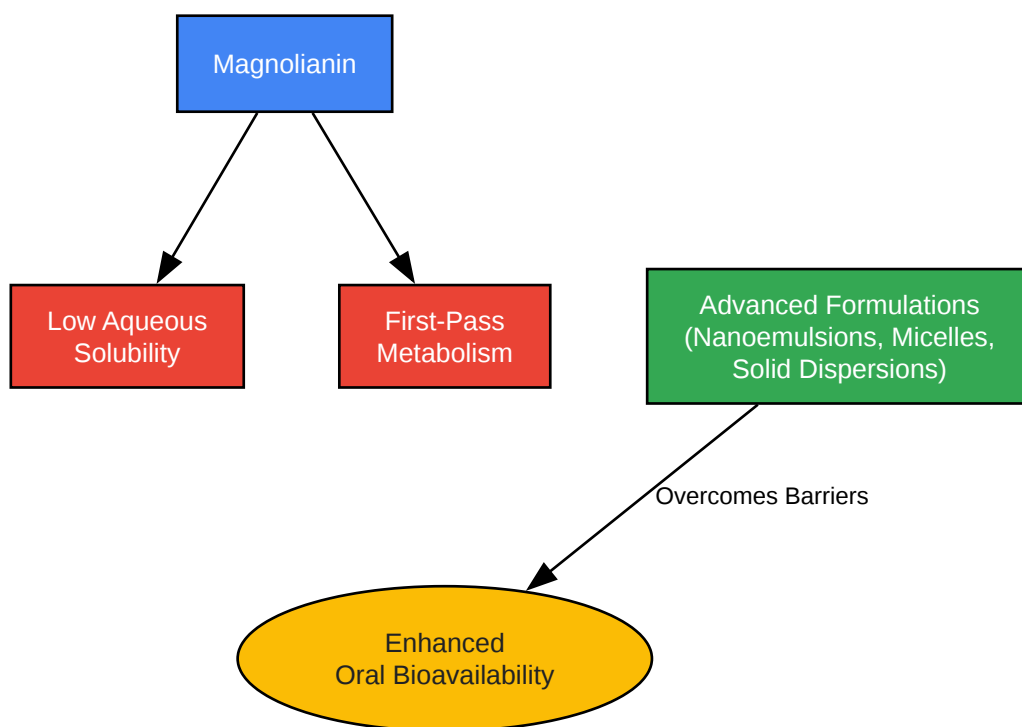 Magnolianin
Low Aqueous
Solubility
First-Pass
Metabolism
Advanced Formulations
(Nanoemulsions, Micelles,
Solid Dispersions)
Overcomes Barriers
Enhanced
Oral Bioavailability